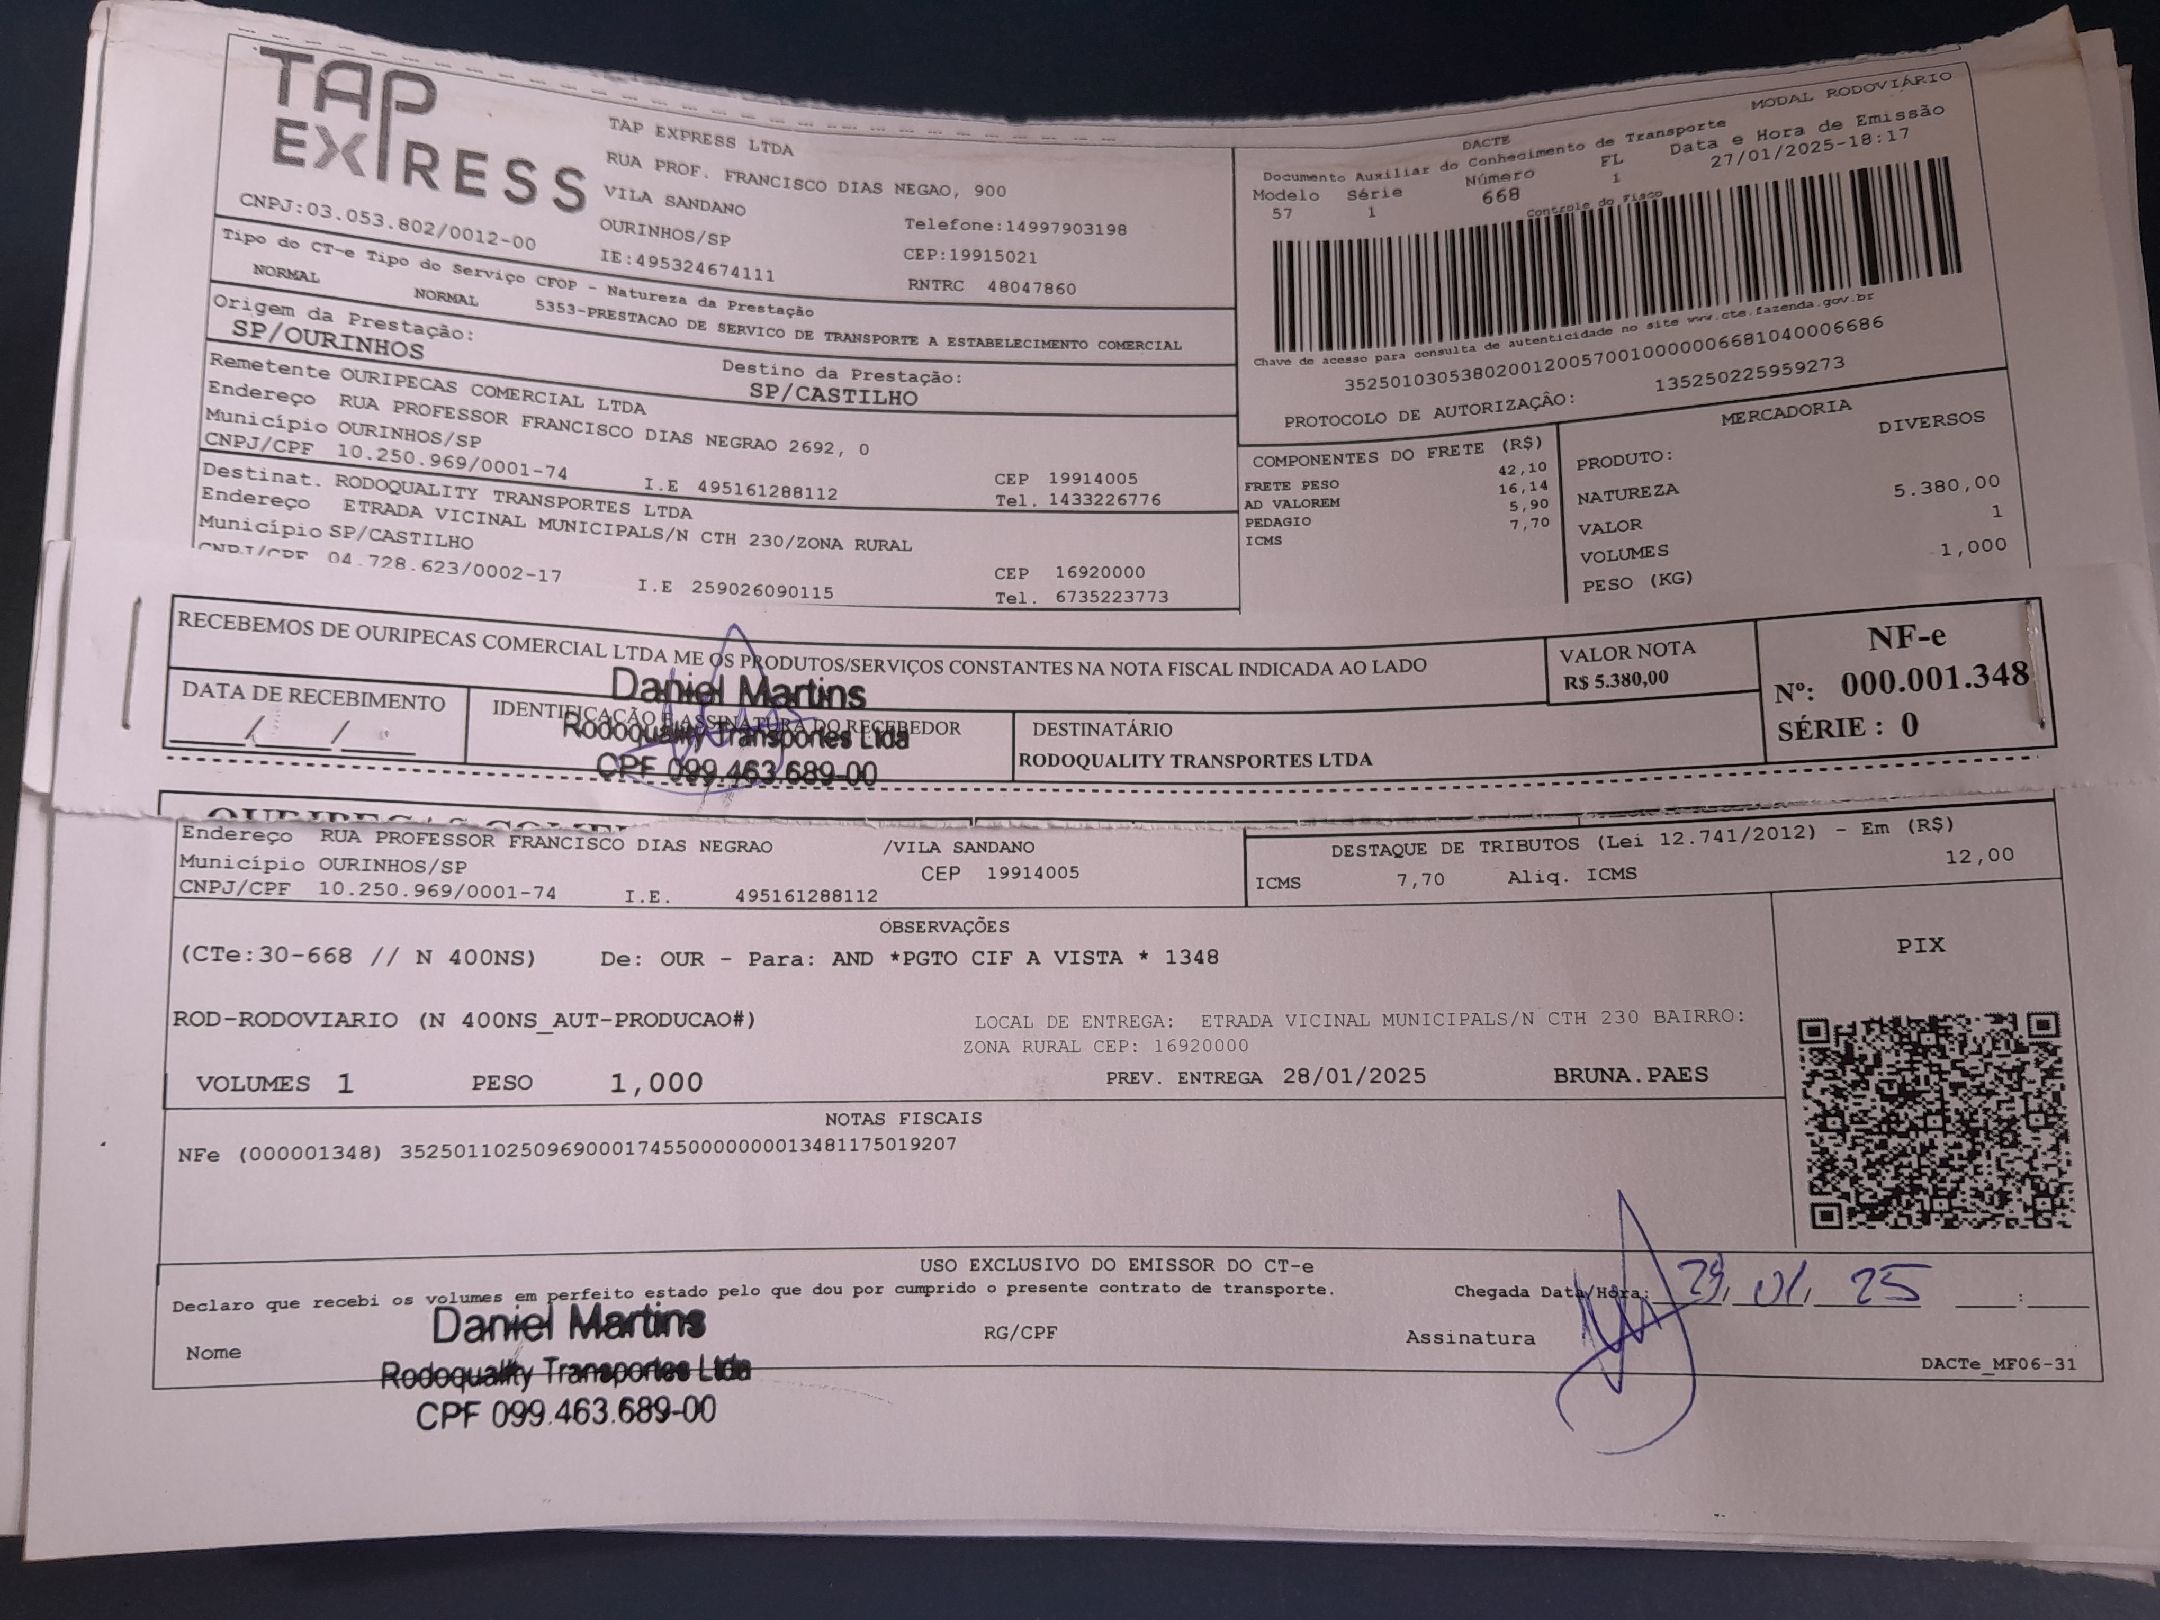 TAP
EXPRESS
CNPJ:03.053.802/0012-00
TAP EXPRESS LTDA
RUA PROF. FRANCISCO DIAS NEGAO, 900
VILA SANDANO
OURINHOS/SP
IE:495324674111
Telefone:14997903198
CEP:19915021
RNTRC 48047860
DACTE
MODAL RODOVIÁRIO
Documento Auxiliar do Conhecimento de Transporte
Modelo Série Número FL Data e Hora de Emissão
57 1 668 1 27/01/2025-18:17
Controle do Fisco
Chave de acesso para consulta de autenticidade no site www.cte.fazenda.gov.br
35250103053802001200570010000006681040006686
PROTOCOLO DE AUTORIZAÇÃO: 135250225959273
Tipo do CT-e Tipo do Serviço CFOP - Natureza da Prestação
NORMAL NORMAL 5353-PRESTACAO DE SERVICO DE TRANSPORTE A ESTABELECIMENTO COMERCIAL
Origem da Prestação:
SP/OURINHOS
Destino da Prestação:
SP/CASTILHO
Remetente OURIPECAS COMERCIAL LTDA
Endereço RUA PROFESSOR FRANCISCO DIAS NEGRAO 2692, 0
Município OURINHOS/SP CEP 19914005
CNPJ/CPF 10.250.969/0001-74 I.E 495161288112 Tel. 1433226776
Destinat. RODOQUALITY TRANSPORTES LTDA
Endereço ETRADA VICINAL MUNICIPALS/N CTH 230/ZONA RURAL
Município SP/CASTILHO CEP 16920000
CNPJ/CPF 04.728.623/0002-17 I.E 259026090115 Tel. 6735223773
COMPONENTES DO FRETE (R$)
FRETE PESO 42,10
AD VALOREM 16,14
PEDAGIO 5,90
ICMS 7,70
MERCADORIA
PRODUTO: DIVERSOS
NATUREZA
VALOR 5.380,00
VOLUMES 1
PESO (KG) 1,000
RECEBEMOS DE OURIPECAS COMERCIAL LTDA ME OS PRODUTOS/SERVIÇOS CONSTANTES NA NOTA FISCAL INDICADA AO LADO
VALOR NOTA
R$ 5.380,00
NF-e
Nº: 000.001.348
SÉRIE : 0
DATA DE RECEBIMENTO
___/___/___
IDENTIFICAÇÃO E ASSINATURA DO RECEBEDOR
Daniel Martins
Rodoquality Transportes Ltda
CPF 099.463.689-00
DESTINATÁRIO
RODOQUALITY TRANSPORTES LTDA
Endereço RUA PROFESSOR FRANCISCO DIAS NEGRAO /VILA SANDANO
Município OURINHOS/SP CEP 19914005
CNPJ/CPF 10.250.969/0001-74 I.E. 495161288112
DESTAQUE DE TRIBUTOS (Lei 12.741/2012) - Em (R$)
ICMS 7,70 Aliq. ICMS 12,00
OBSERVAÇÕES
(CTe:30-668 // N 400NS) De: OUR - Para: AND *PGTO CIF A VISTA * 1348
ROD-RODOVIARIO (N 400NS_AUT-PRODUCAO#)
LOCAL DE ENTREGA: ETRADA VICINAL MUNICIPALS/N CTH 230 BAIRRO:
ZONA RURAL CEP: 16920000
VOLUMES 1 PESO 1,000 PREV. ENTREGA 28/01/2025 BRUNA.PAES
PIX
NOTAS FISCAIS
NFe (000001348) 35250110250969000174550000000013481175019207
USO EXCLUSIVO DO EMISSOR DO CT-e
Declaro que recebi os volumes em perfeito estado pelo que dou por cumprido o presente contrato de transporte.
Chegada Data/Hora: 29, 01, 25 ___:___
Nome
Daniel Martins
Rodoquality Transportes Ltda
CPF 099.463.689-00
RG/CPF
Assinatura
DACTe_MF06-31